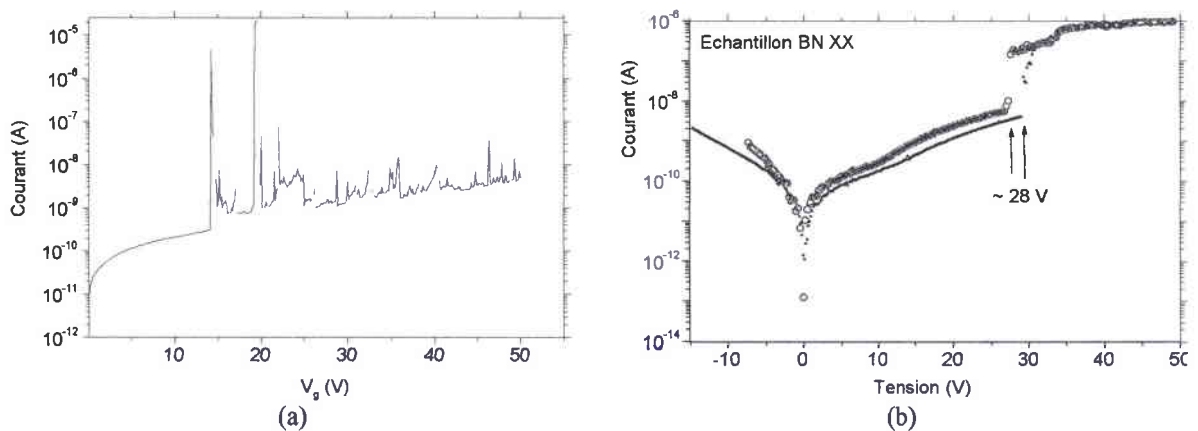 (a)
10⁻⁵
10⁻⁶
10⁻⁷
10⁻⁸
10⁻⁹
10⁻¹⁰
10⁻¹¹
10⁻¹²
Courant (A)
10 20 30 40 50
V_g (V)
(a)
(b)
10⁻⁶
10⁻⁸
10⁻¹⁰
10⁻¹²
10⁻¹⁴
Courant (A)
Echantillon BN XX
~ 28 V
-10 0 10 20 30 40 50
Tension (V)
(b)